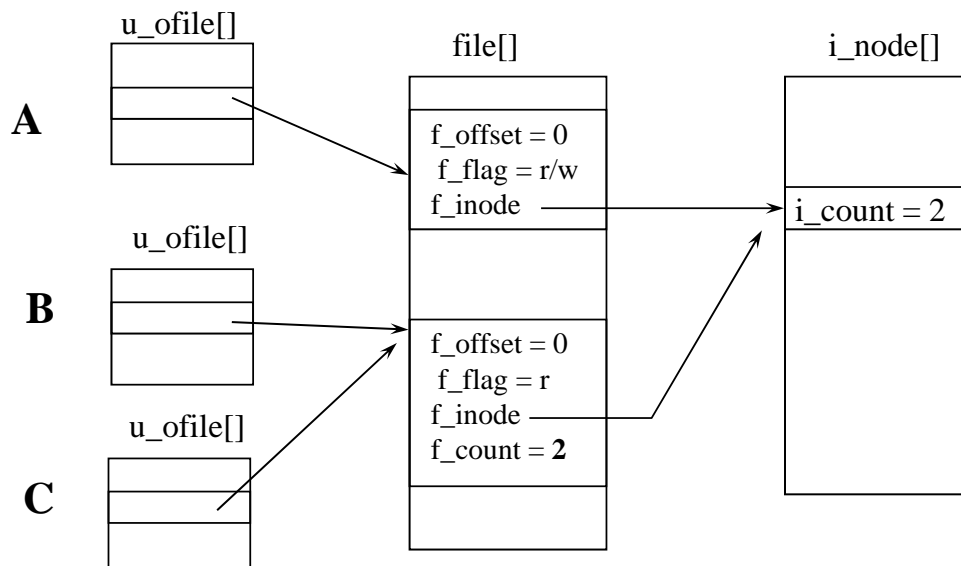 u_ofile[]
file[]
i_node[]
A
f_offset = 0
f_flag = r/w
f_inode
i_count = 2
u_ofile[]
B
f_offset = 0
f_flag = r
f_inode
f_count = 2
u_ofile[]
C